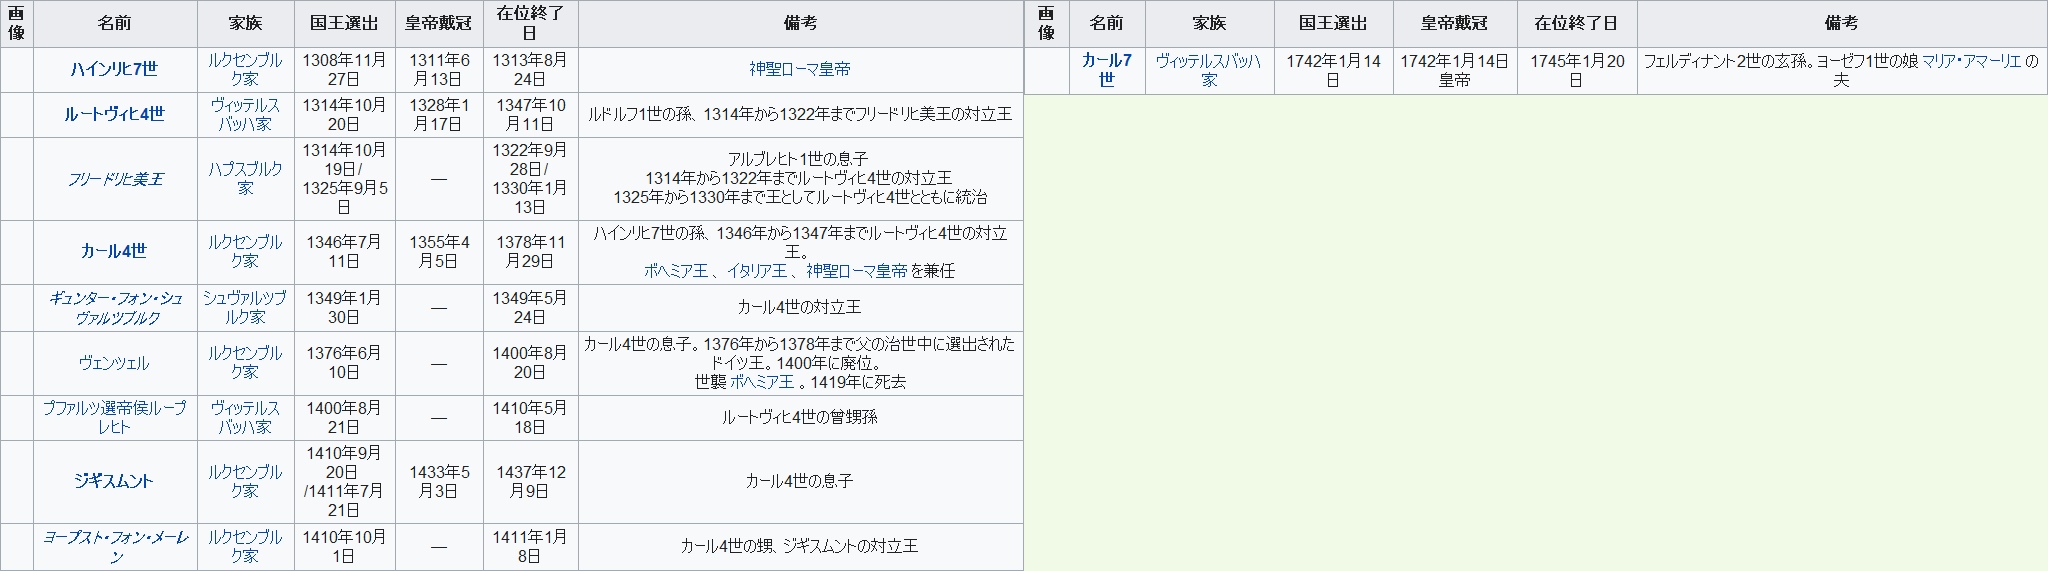 画像 名前 家族 国王選出 皇帝戴冠 在位終了日 備考
ハインリヒ7世 ルクセンブルク家 1308年11月27日 1311年6月13日 1313年8月24日 神聖ローマ皇帝
ルートヴィヒ4世 ヴィッテルスバッハ家 1314年10月20日 1328年1月17日 1347年10月11日 ルドルフ1世の孫、1314年から1322年までフリードリヒ美王の対立王
フリードリヒ美王 ハプスブルク家 1314年10月19日/1325年9月5日 — 1322年9月28日/1330年1月13日 アルブレヒト1世の息子
1314年から1322年までルートヴィヒ4世の対立王
1325年から1330年まで王としてルートヴィヒ4世とともに統治
カール4世 ルクセンブルク家 1346年7月11日 1355年4月5日 1378年11月29日 ハインリヒ7世の孫、1346年から1347年までルートヴィヒ4世の対立王。
ボヘミア王、イタリア王、神聖ローマ皇帝を兼任
ギュンター・フォン・シュヴァルツブルク シュヴァルツブルク家 1349年1月30日 — 1349年5月24日 カール4世の対立王
ヴェンツェル ルクセンブルク家 1376年6月10日 — 1400年8月20日 カール4世の息子。1376年から1378年まで父の治世中に選出されたドイツ王。1400年に廃位。
世襲ボヘミア王。1419年に死去
プファルツ選帝侯ループレヒト ヴィッテルスバッハ家 1400年8月21日 — 1410年5月18日 ルートヴィヒ4世の曾甥孫
ジギスムント ルクセンブルク家 1410年9月20日/1411年7月21日 1433年5月3日 1437年12月9日 カール4世の息子
ヨープスト・フォン・メーレン ルクセンブルク家 1410年10月1日 — 1411年1月8日 カール4世の甥、ジギスムントの対立王
画像 名前 家族 国王選出 皇帝戴冠 在位終了日 備考
カール7世 ヴィッテルスバッハ家 1742年1月14日 1742年1月14日皇帝 1745年1月20日 フェルディナント2世の玄孫。ヨーゼフ1世の娘マリア・アマーリエの夫